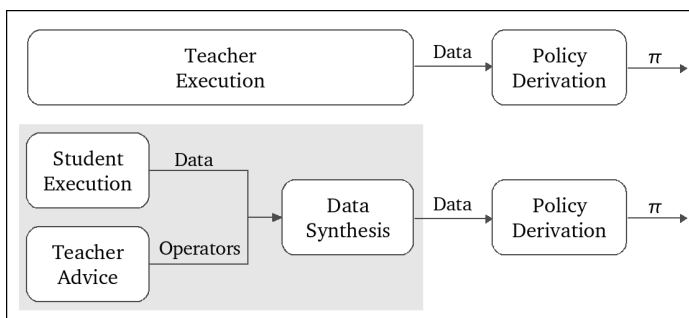 Teacher
Execution
Data
Policy
Derivation
π
Student
Execution
Data
Teacher
Advice
Operators
Data
Synthesis
Data
Policy
Derivation
π